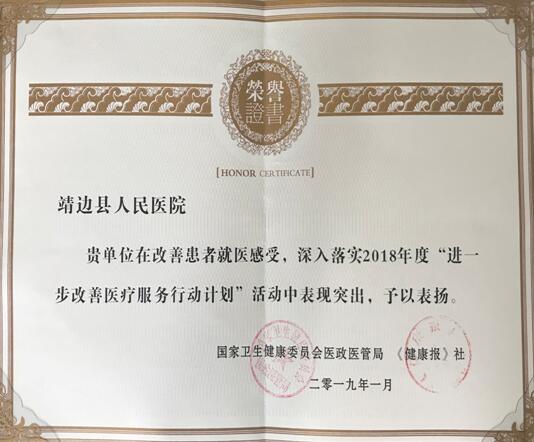 榮譽
證書
[HONOR CERTIFICATE]
靖边县人民医院
贵单位在改善患者就医感受，深入落实2018年度“进一
步改善医疗服务行动计划”活动中表现突出，予以表扬。
国家卫生健康委员会医政医管局 《健康报》社
二零一九年一月